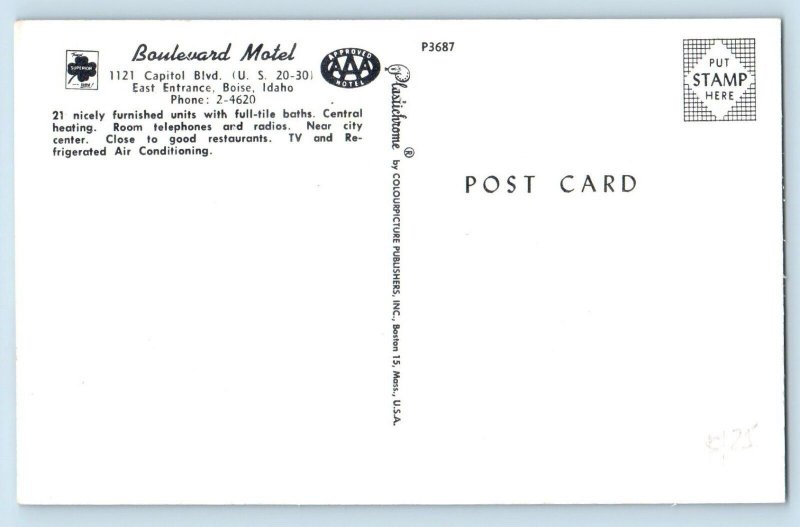 Travel
SUPERIOR
Boulevard Motel
1121 Capitol Blvd. (U. S. 20-30)
East Entrance, Boise, Idaho
Phone: 2-4620
APPROVED
AAA
MOTEL
21 nicely furnished units with full-tile baths. Central
heating. Room telephones and radios. Near city
center. Close to good restaurants. TV and Re-
frigerated Air Conditioning.
P3687
Plastichrome ® by COLOURPICTURE PUBLISHERS, INC., Boston 15, Mass., U.S.A.
PUT
STAMP
HERE
POST CARD